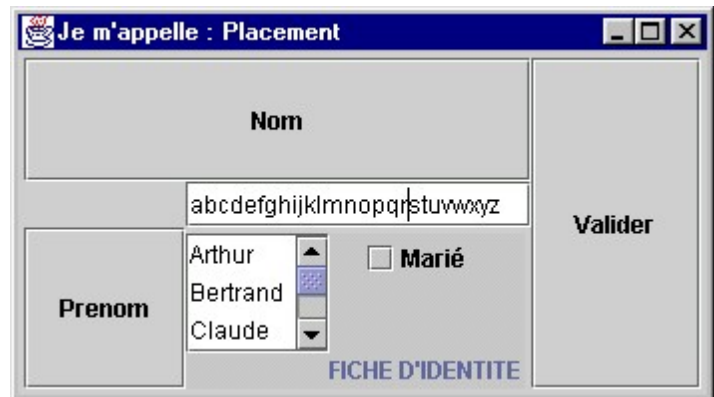 Je m'appelle : Placement
Nom
abcdefghijklmnopqrstuvwxyz
Valider
Arthur
Marié
Bertrand
Prenom
Claude
FICHE D'IDENTITE